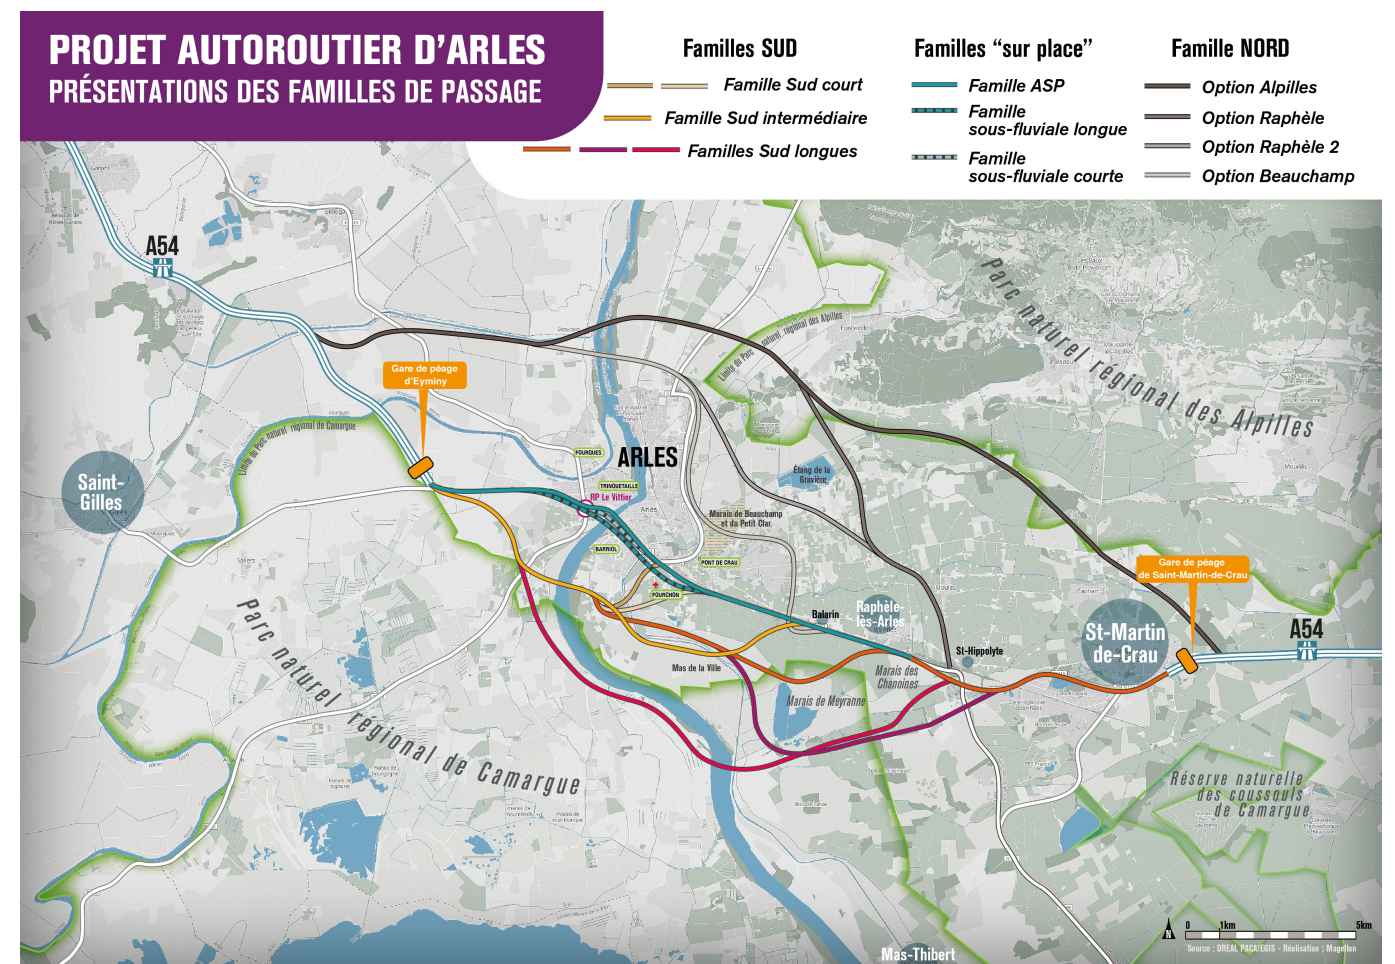 PROJET AUTOROUTIER D'ARLES
PRÉSENTATIONS DES FAMILLES DE PASSAGE
Familles SUD
Famille Sud court
Famille Sud intermédiaire
Familles Sud longues
Familles “sur place”
Famille ASP
Famille
sous-fluviale longue
Famille
sous-fluviale courte
Famille NORD
Option Alpilles
Option Raphèle
Option Raphèle 2
Option Beauchamp
A54
Gare de péage
d'Eyminy
Limite du Parc naturel régional des Alpilles
Parc naturel régional des Alpilles
Limite du Parc naturel régional de Camargue
Saint-
Gilles
FOURQUES
ARLES
TRINQUETAILLE
RP Le Vittier
Arles
Étang de la
Gravière
Marais de Beauchamp
et du Petit Clar
BARRIOL
PONT DE CRAU
FOURCHON
Balarin
Raphèle-
lès-Arles
Gare de péage
de Saint-Martin-de-Crau
St-Martin
de-Crau
A54
St-Hippolyte
Mas de la Ville
Marais des
Chanoines
Marais de Meyranne
Parc naturel régional de Camargue
Réserve naturelle
des coussouls
de Camargue
Mas-Thibert
N
0 1km 5km
Source : DREAL PACA/EGIS - Réalisation : Magellan